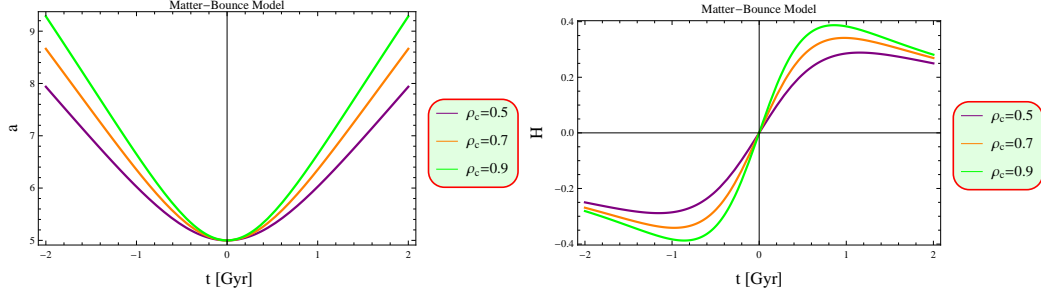 Matter−Bounce Model
9
8
7
6
5
a
−2
−1
0
1
2
t [Gyr]
ρc=0.5
ρc=0.7
ρc=0.9
Matter−Bounce Model
0.4
0.2
0.0
−0.2
−0.4
H
−2
−1
0
1
2
t [Gyr]
ρc=0.5
ρc=0.7
ρc=0.9